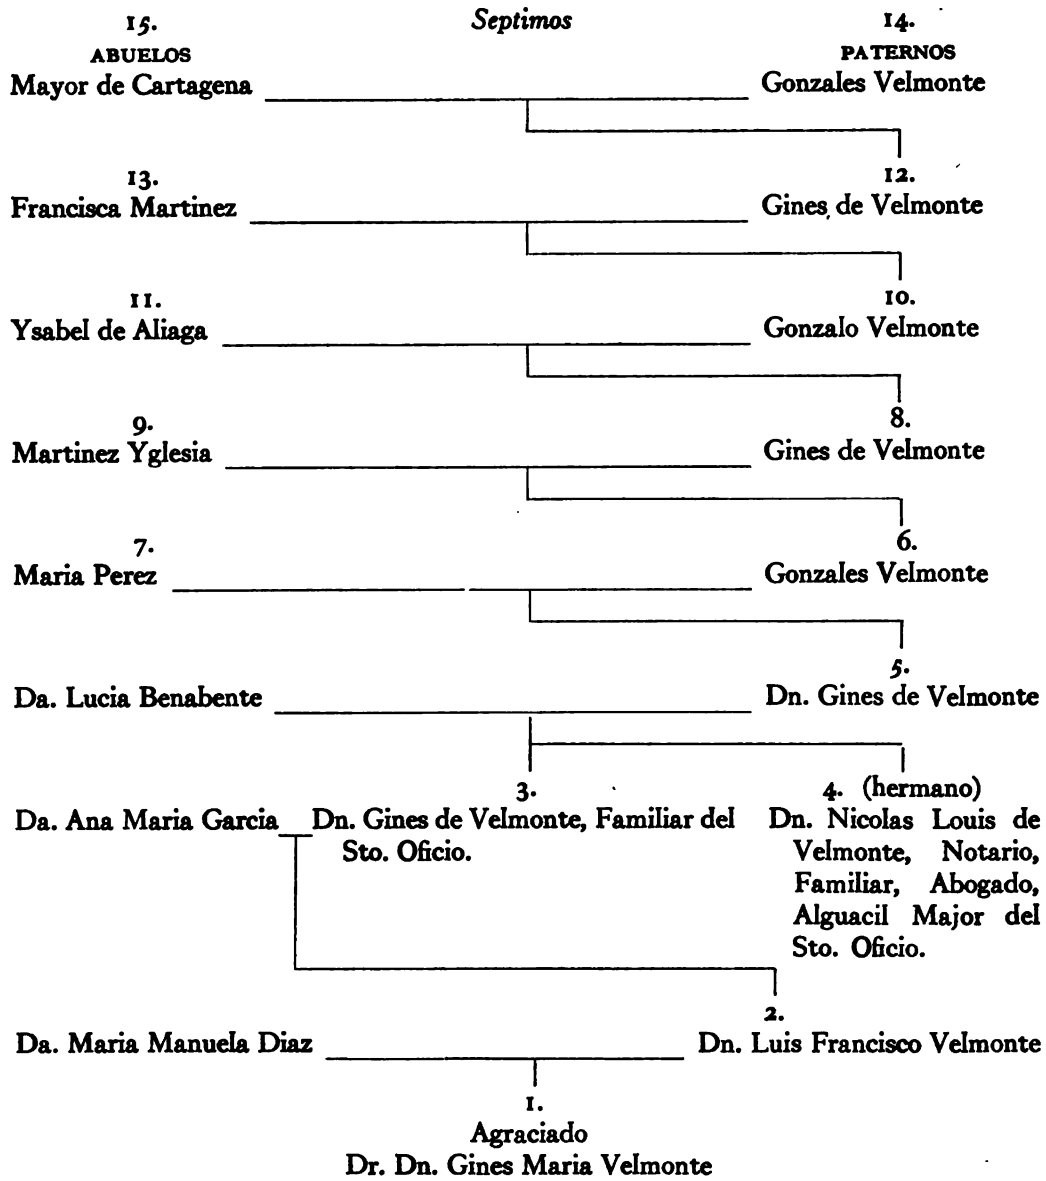 15. Septimos 14.
ABUELOS PATERNOS
Mayor de Cartagena Gonzales Velmonte
13. 12.
Francisca Martinez Gines de Velmonte
11. 10.
Ysabel de Aliaga Gonzalo Velmonte
9. 8.
Martinez Yglesia Gines de Velmonte
7. 6.
Maria Perez Gonzales Velmonte
5.
Da. Lucia Benabente Dn. Gines de Velmonte
3. 4. (hermano)
Da. Ana Maria Garcia Dn. Gines de Velmonte, Familiar del
Sto. Oficio.
Dn. Nicolas Louis de
Velmonte, Notario,
Familiar, Abogado,
Alguacil Major del
Sto. Oficio.
2.
Da. Maria Manuela Diaz Dn. Luis Francisco Velmonte
1.
Agraciado
Dr. Dn. Gines Maria Velmonte